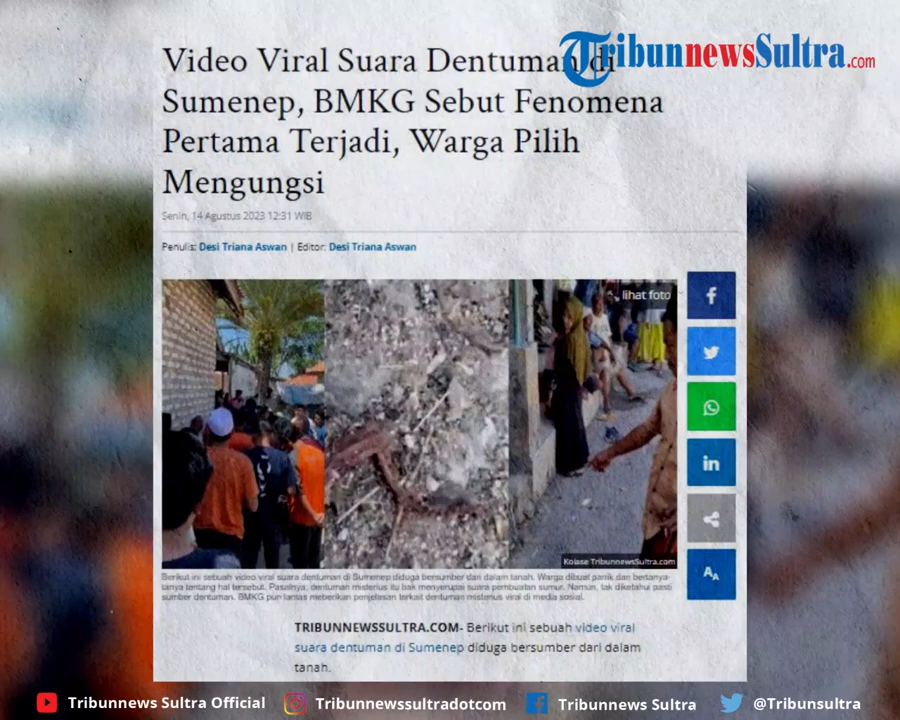 TribunnewsSultra.com
Video Viral Suara Dentuman di
Sumenep, BMKG Sebut Fenomena
Pertama Terjadi, Warga Pilih
Mengungsi
Senin, 14 Agustus 2023 12:31 WIB
Penulis: Desi Triana Aswan | Editor: Desi Triana Aswan
lihat foto
f
in
AA
Kolase TribunnewsSultra.com
Berikut ini sebuah video viral suara dentuman di Sumenep diduga bersumber dari dalam tanah. Warga dibuat panik dan bertanya-
tanya tentang hal tersebut. Pasalnya, dentuman misterius itu bak menyerupai suara pembuatan sumur. Namun, tak diketahui pasti
sumber dentuman. BMKG pun lantas meberikan penjelasan terkait dentuman misterius viral di media sosial.
TRIBUNNEWSSULTRA.COM- Berikut ini sebuah video viral
suara dentuman di Sumenep diduga bersumber dari dalam
tanah.
Tribunnews Sultra Official
Tribunnewssultradotcom
Tribunnews Sultra
@Tribunsultra